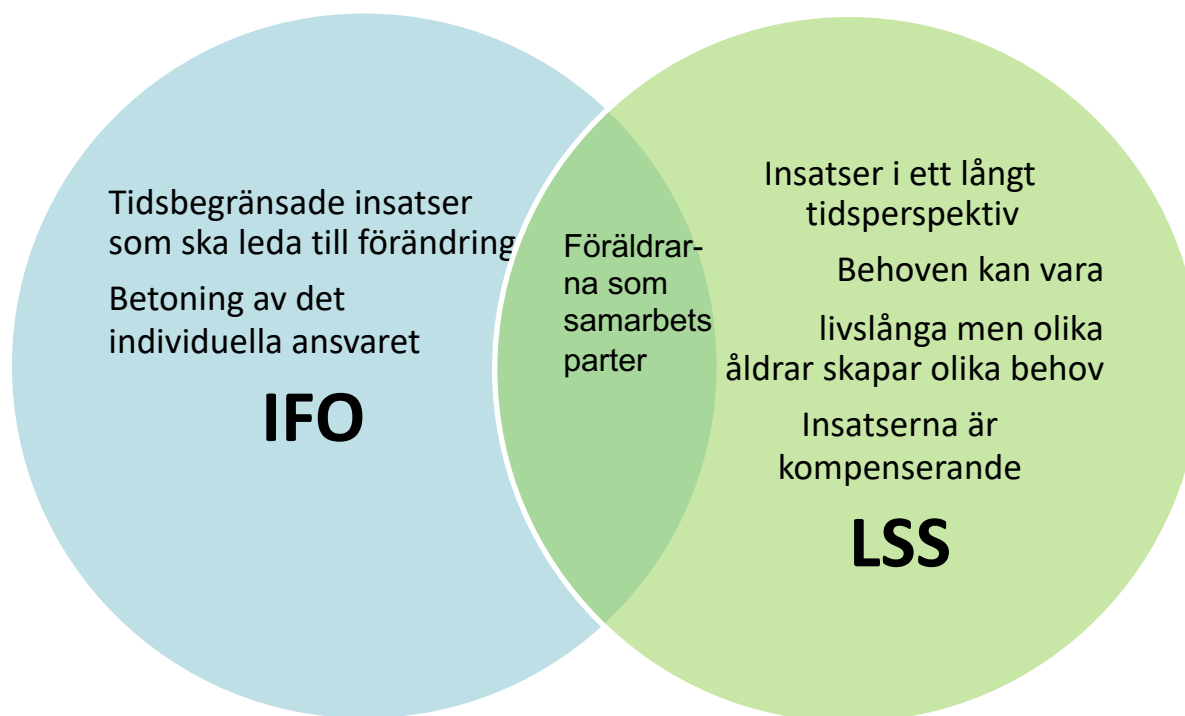 Tidsbegränsade insatser
som ska leda till förändring
Betoning av det
individuella ansvaret
IFO
Föräldrar-
na som
samarbets
parter
Insatser i ett långt
tidsperspektiv
Behoven kan vara
livslånga men olika
åldrar skapar olika behov
Insatserna är
kompenserande
LSS